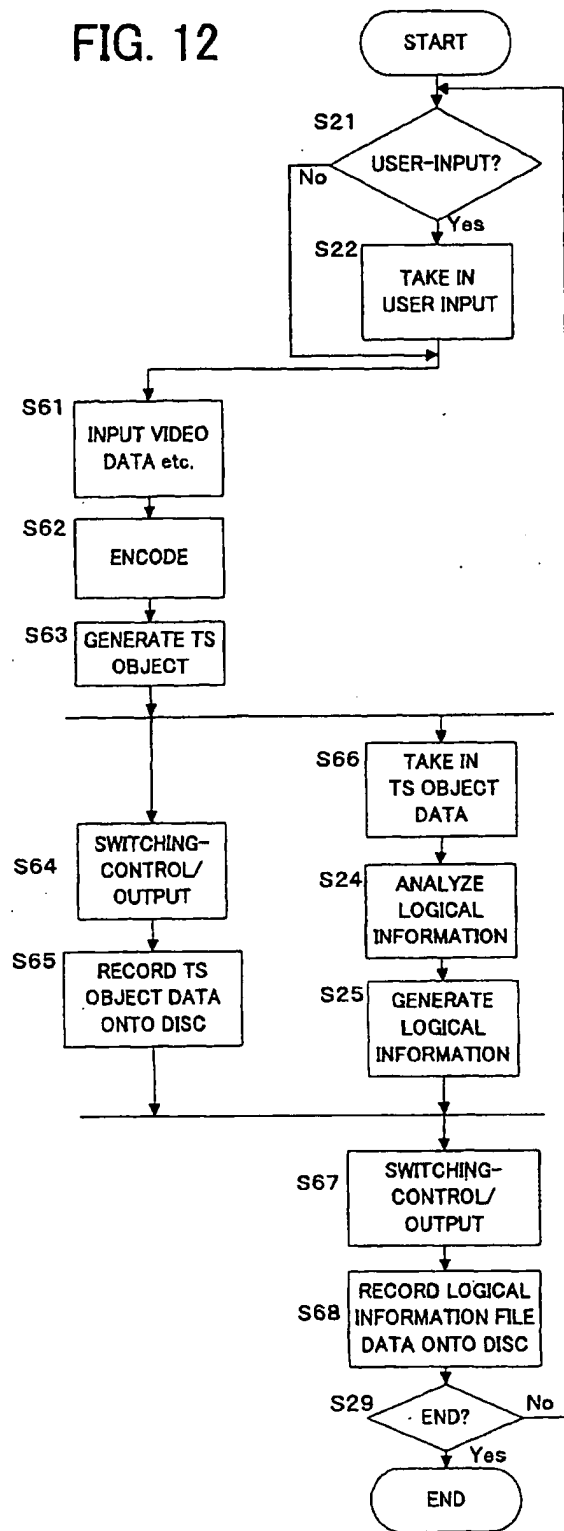 FIG. 12
START
S21
USER-INPUT?
No
Yes
S22
TAKE IN
USER INPUT
S61
INPUT VIDEO
DATA etc.
S62
ENCODE
S63
GENERATE TS
OBJECT
S66
TAKE IN
TS OBJECT
DATA
S64
SWITCHING-
CONTROL/
OUTPUT
S24
ANALYZE
LOGICAL
INFORMATION
S65
RECORD TS
OBJECT DATA
ONTO DISC
S25
GENERATE
LOGICAL
INFORMATION
S67
SWITCHING-
CONTROL/
OUTPUT
S68
RECORD LOGICAL
INFORMATION FILE
DATA ONTO DISC
S29
END?
No
Yes
END